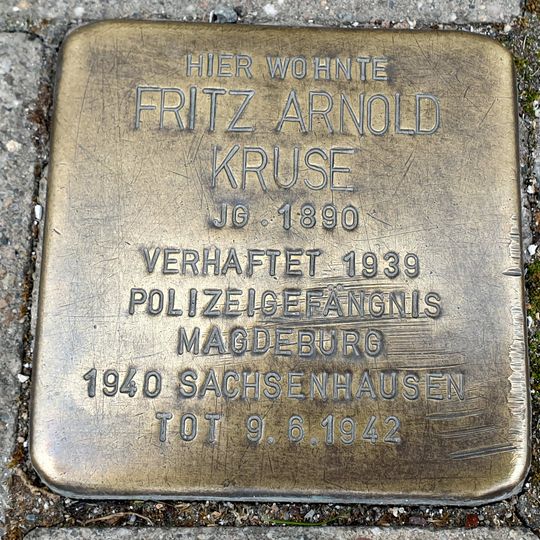 HIER WOHNTE
FRITZ ARNOLD
KRUSE
JG. 1890
VERHAFTET 1939
POLIZEIGEFÄNGNIS
MAGDEBURG
1940 SACHSENHAUSEN
TOT 9.6.1942